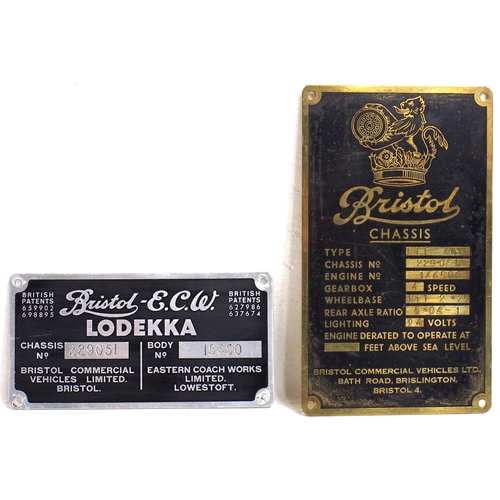 BRITISH PATENTS 659902 698895
Bristol-E.C.W.
BRITISH PATENTS 627986 637674
LODEKKA
CHASSIS Nº 229051 BODY Nº
BRISTOL COMMERCIAL VEHICLES LIMITED. BRISTOL.
EASTERN COACH WORKS LIMITED. LOWESTOFT.
Bristol
CHASSIS
TYPE
CHASSIS Nº
ENGINE Nº
GEARBOX 4 SPEED
WHEELBASE
REAR AXLE RATIO
LIGHTING 24 VOLTS
ENGINE DERATED TO OPERATE AT
FEET ABOVE SEA LEVEL
BRISTOL COMMERCIAL VEHICLES LTD.
BATH ROAD, BRISLINGTON,
BRISTOL 4.